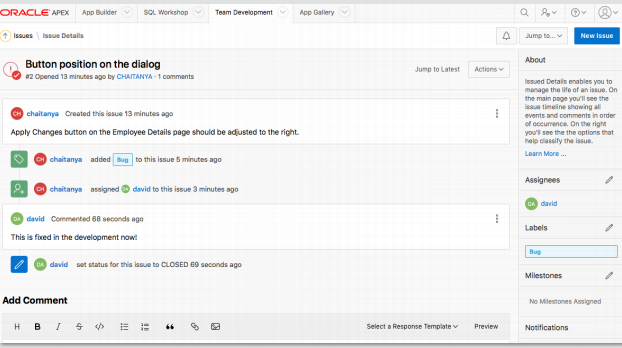 ORACLE APEX App Builder SQL Workshop Team Development App Gallery
Issues \ Issue Details Jump to... New Issue
Button position on the dialog
#2 Opened 13 minutes ago by CHAITANYA - 1 comments
Jump to Latest Actions
CH chaitanya Created this issue 13 minutes ago
Apply Changes button on the Employee Details page should be adjusted to the right.
CH chaitanya added Bug to this issue 5 minutes ago
CH chaitanya assigned DA david to this issue 3 minutes ago
DA david Commented 68 seconds ago
This is fixed in the development now!
DA david set status for this issue to CLOSED 69 seconds ago
Add Comment
H B I S </> Select a Response Template Preview
About
Issued Details enables you to
manage the life of an issue. On
the main page you'll see the
issue timeline showing all
events and comments in order
of occurrence. On the right
you'll see the the options that
help classify the issue.
Learn More ...
Assignees
DA david
Labels
Bug
Milestones
No Milestones Assigned
Notifications